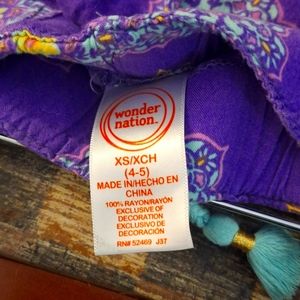 wonder
nation™
XS/XCH
(4-5)
MADE IN/HECHO EN
CHINA
100% RAYON/RAYÓN
EXCLUSIVE OF
DECORATION
EXCLUSIVO DE
DECORACIÓN
RN# 52469 J37